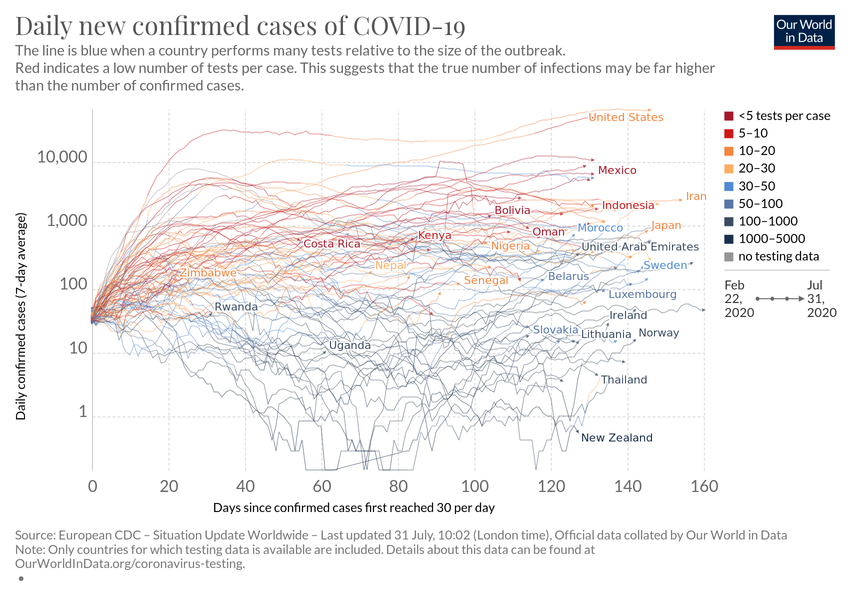 Daily new confirmed cases of COVID-19
Our World
in Data
The line is blue when a country performs many tests relative to the size of the outbreak.
Red indicates a low number of tests per case. This suggests that the true number of infections may be far higher
than the number of confirmed cases.
Daily confirmed cases (7-day average)
10,000
1,000
100
10
1
United States
Mexico
Iran
Indonesia
Bolivia
Morocco
Japan
Oman
Kenya
Costa Rica
Nigeria
United Arab Emirates
Nepal
Sweden
Zimbabwe
Senegal
Belarus
Luxembourg
Rwanda
Ireland
Slovakia
Lithuania
Norway
Uganda
Thailand
New Zealand
<5 tests per case
5–10
10–20
20–30
30–50
50–100
100–1000
1000–5000
no testing data
Feb
22,
2020
Jul
31,
2020
0 20 40 60 80 100 120 140 160
Days since confirmed cases first reached 30 per day
Source: European CDC – Situation Update Worldwide – Last updated 31 July, 10:02 (London time), Official data collated by Our World in Data
Note: Only countries for which testing data is available are included. Details about this data can be found at
OurWorldInData.org/coronavirus-testing.
•